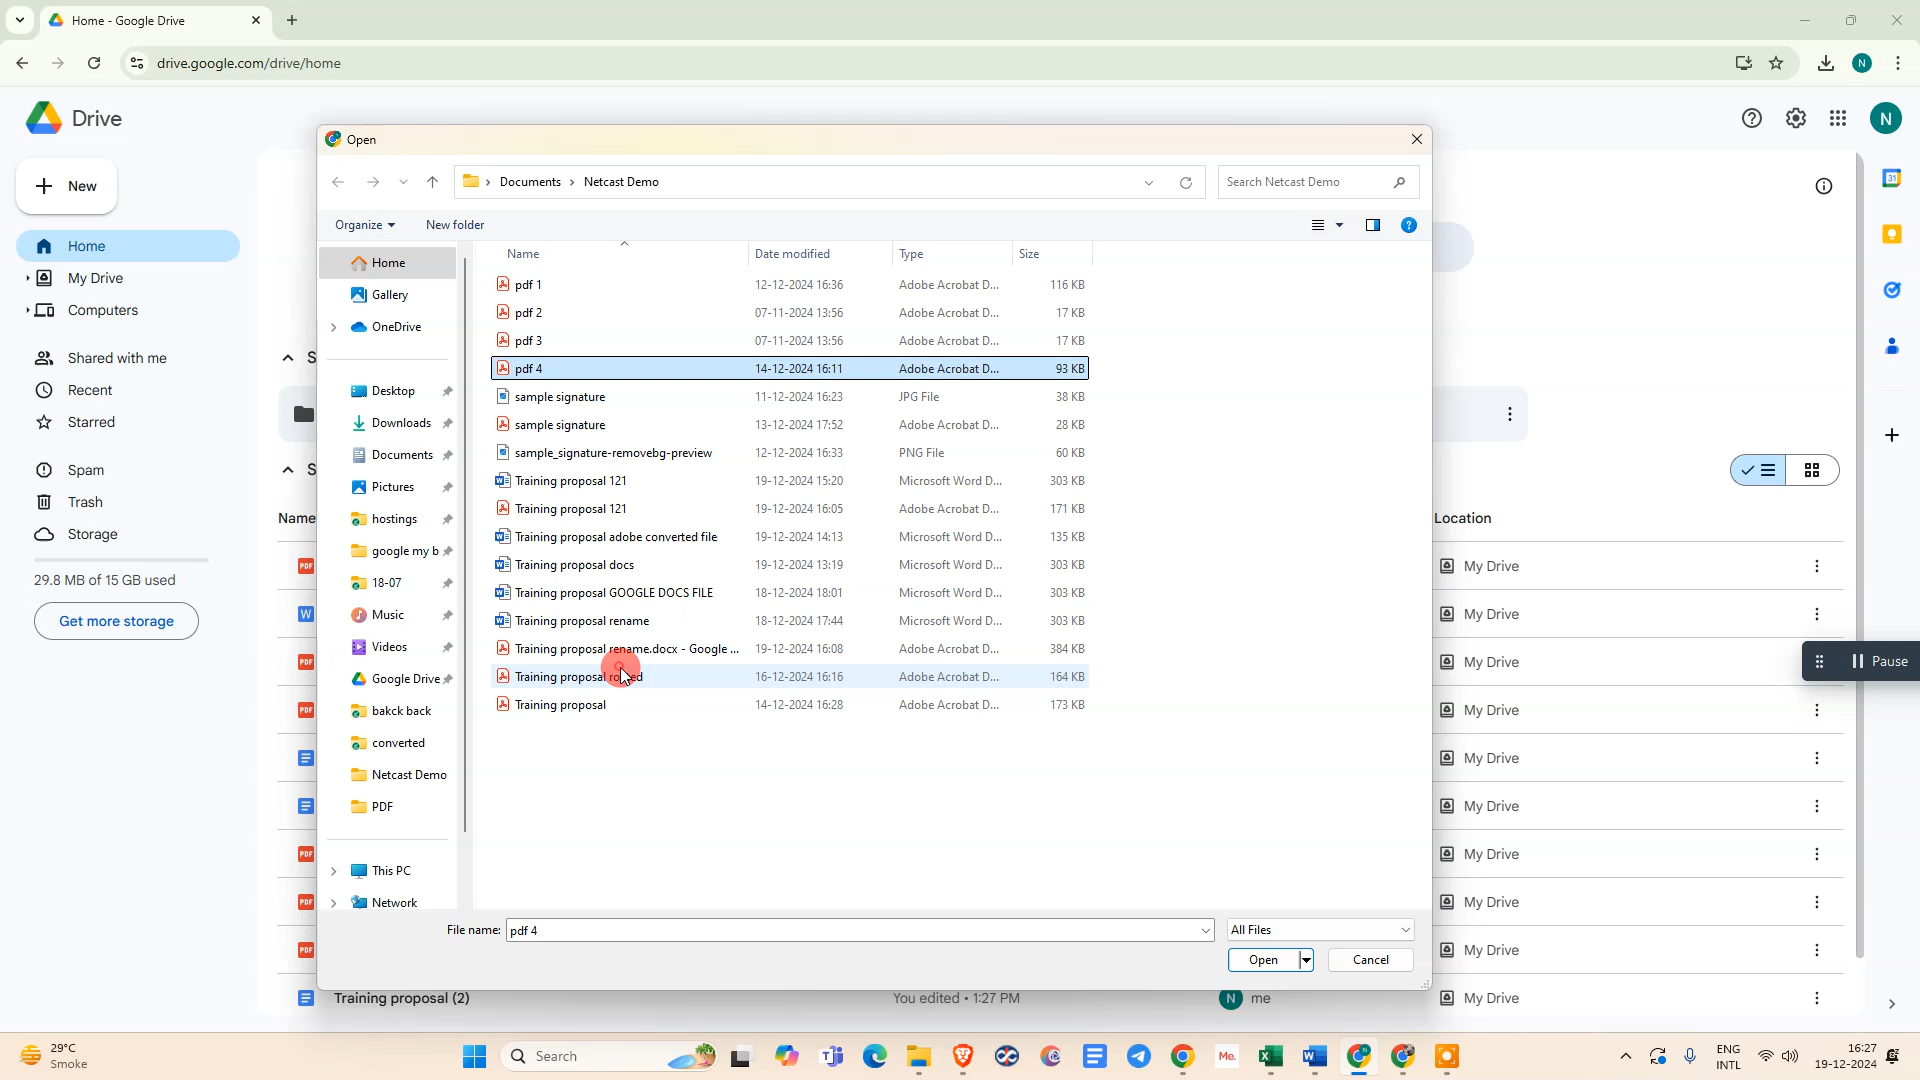 Home - Google Drive
drive.google.com/drive/home
N
Drive
N
New
Home
My Drive
Computers
Shared with me
Recent
Starred
Spam
Trash
Storage
29.8 MB of 15 GB used
Get more storage
Open
Documents > Netcast Demo
Search Netcast Demo
Organize
New folder
Home
Gallery
OneDrive
Desktop
Downloads
Documents
Pictures
hostings
google my b
18-07
Music
Videos
Google Drive
bakck back
converted
Netcast Demo
PDF
This PC
Network
Name Date modified Type Size
pdf 1 12-12-2024 16:36 Adobe Acrobat D... 116 KB
pdf 2 07-11-2024 13:56 Adobe Acrobat D... 17 KB
pdf 3 07-11-2024 13:56 Adobe Acrobat D... 17 KB
pdf 4 14-12-2024 16:11 Adobe Acrobat D... 93 KB
sample signature 11-12-2024 16:23 JPG File 38 KB
sample signature 13-12-2024 17:52 Adobe Acrobat D... 28 KB
sample_signature-removebg-preview 12-12-2024 16:33 PNG File 60 KB
Training proposal 121 19-12-2024 15:20 Microsoft Word D... 303 KB
Training proposal 121 19-12-2024 16:05 Adobe Acrobat D... 171 KB
Training proposal adobe converted file 19-12-2024 14:13 Microsoft Word D... 135 KB
Training proposal docs 19-12-2024 13:19 Microsoft Word D... 303 KB
Training proposal GOOGLE DOCS FILE 18-12-2024 18:01 Microsoft Word D... 303 KB
Training proposal rename 18-12-2024 17:44 Microsoft Word D... 303 KB
Training proposal rename.docx - Google ... 19-12-2024 16:08 Adobe Acrobat D... 384 KB
Training proposal 16-12-2024 16:16 Adobe Acrobat D... 164 KB
Training proposal 14-12-2024 16:28 Adobe Acrobat D... 173 KB
File name: pdf 4
All Files
Open
Cancel
S
S
Name
Location
PDF My Drive
W My Drive
PDF My Drive
PDF My Drive
My Drive
My Drive
PDF My Drive
PDF My Drive
PDF My Drive
Training proposal (2) You edited • 1:27 PM N me My Drive
31
Pause
29°C
Smoke
Search
Me.
ENG
INTL
16:27
19-12-2024